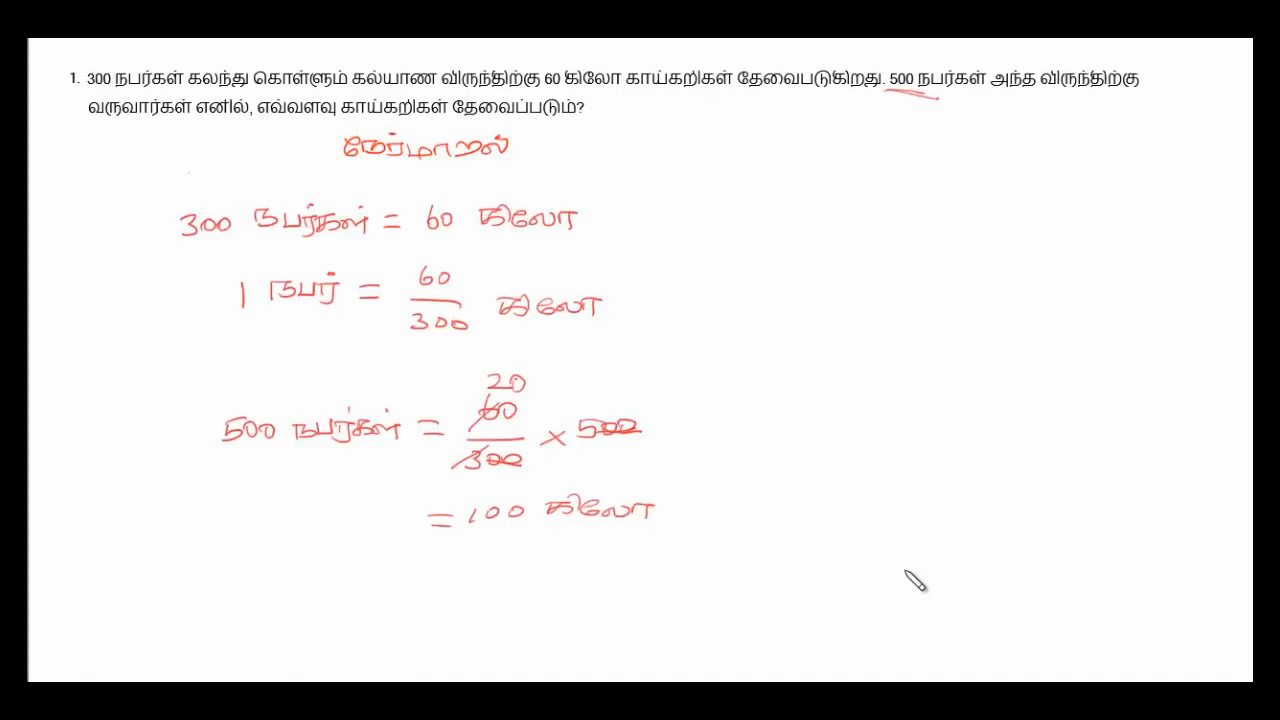 1. 300 நபர்கள் கலந்து கொள்ளும் கல்யாண விருந்திற்கு 60 கிலோ காய்கறிகள் தேவைபடுகிறது. 500 நபர்கள் அந்த விருந்திற்கு
வருவார்கள் எனில், எவ்வளவு காய்கறிகள் தேவைப்படும்?
நேர்மாறல்
300 நபர்கள் = 60 கிலோ
1 நபர் = 60/300 கிலோ
20
500 நபர்கள் = 60/300 × 500
= 100 கிலோ